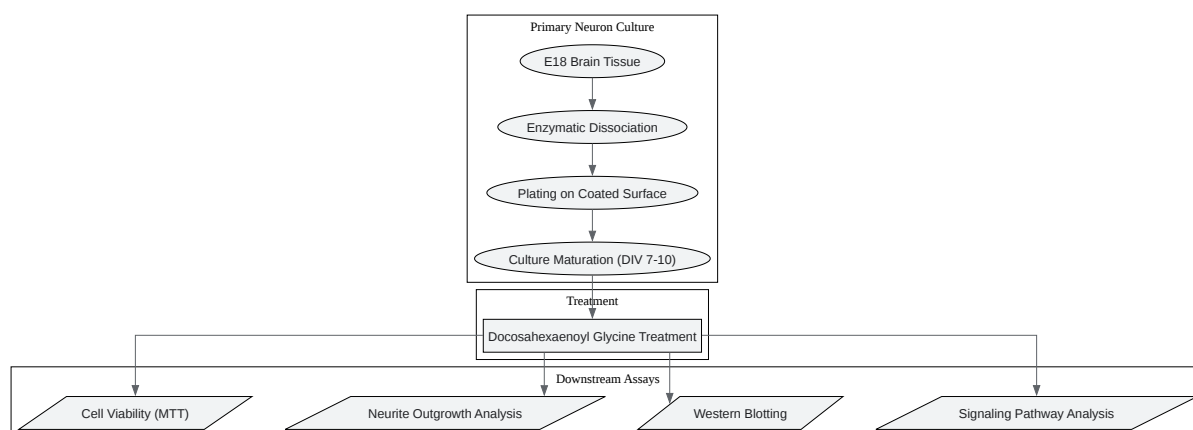 Primary Neuron Culture
E18 Brain Tissue
Enzymatic Dissociation
Plating on Coated Surface
Culture Maturation (DIV 7-10)
Treatment
Docosahexaenoyl Glycine Treatment
Downstream Assays
Cell Viability (MTT)
Neurite Outgrowth Analysis
Western Blotting
Signaling Pathway Analysis